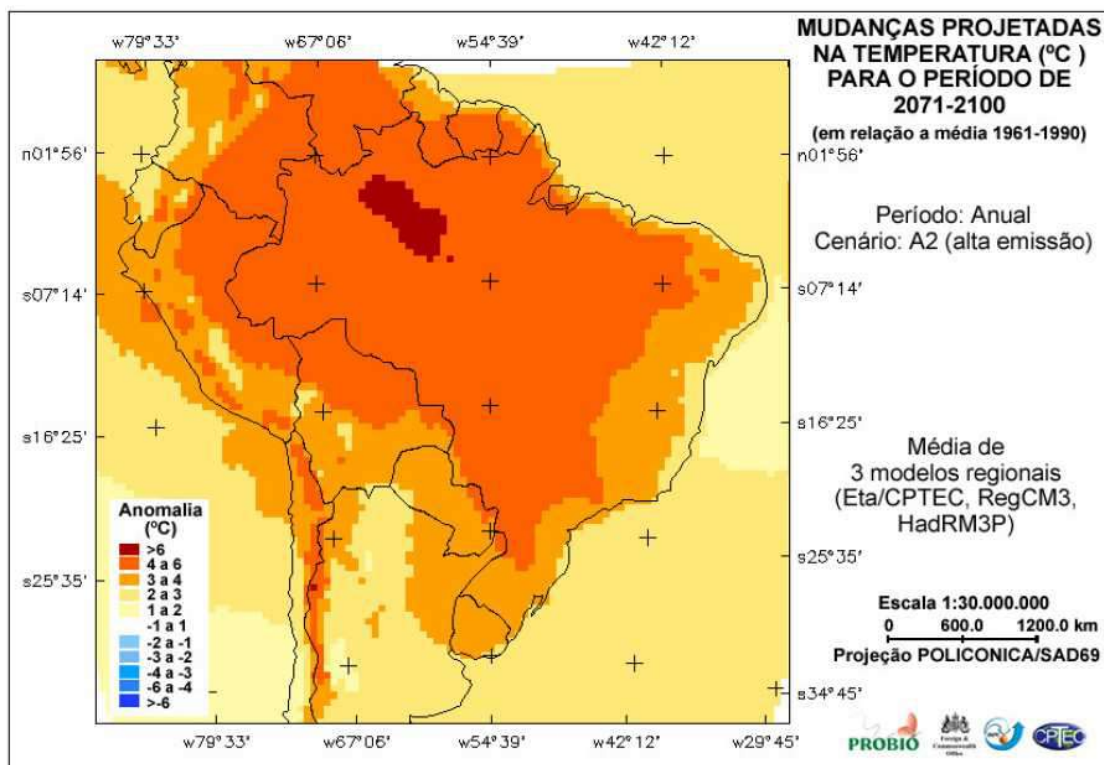 MUDANÇAS PROJETADAS
NA TEMPERATURA (ºC )
PARA O PERÍODO DE
2071-2100
(em relação a média 1961-1990)
Período: Anual
Cenário: A2 (alta emissão)
Média de
3 modelos regionais
(Eta/CPTEC, RegCM3,
HadRM3P)
Escala 1:30.000.000
0 600.0 1200.0 km
Projeção POLICONICA/SAD69
PROBIO
Foreign &
Commonwealth
Office
CPTEC
w79°33' w67°06' w54°39' w42°12'
n01°56' n01°56'
s07°14' s07°14'
s16°25' s16°25'
s25°35' s25°35'
s34°45'
w79°33' w67°06' w54°39' w42°12' w29°45'
Anomalia
(ºC)
>6
4 a 6
3 a 4
2 a 3
1 a 2
-1 a 1
-2 a -1
-3 a -2
-4 a -3
-6 a -4
>-6